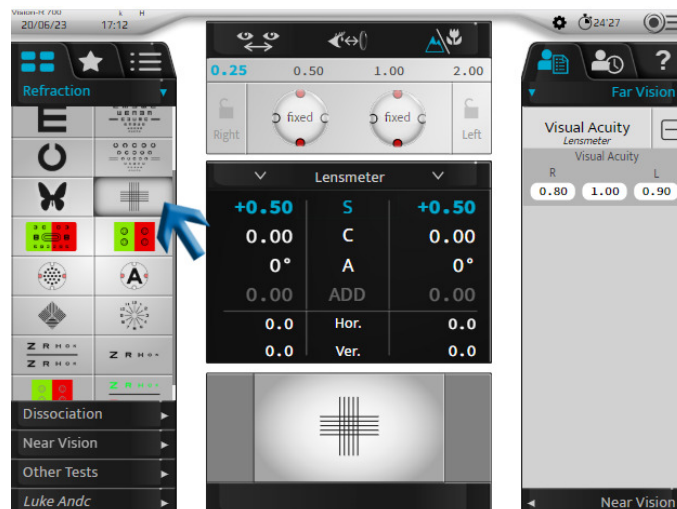 Vision-R 700
20/06/23 17:12 24'27
Refraction
Dissociation
Near Vision
Other Tests
Luke Andc
0.25 0.50 1.00 2.00
Right fixed fixed Left
Lensmeter
+0.50 S +0.50
0.00 C 0.00
0° A 0°
0.00 ADD 0.00
0.0 Hor. 0.0
0.0 Ver. 0.0
?
Far Vision
Visual Acuity
Lensmeter
Visual Acuity
R L
0.80 1.00 0.90
Near Vision
E
A
Z R H
Z R H
Z R H